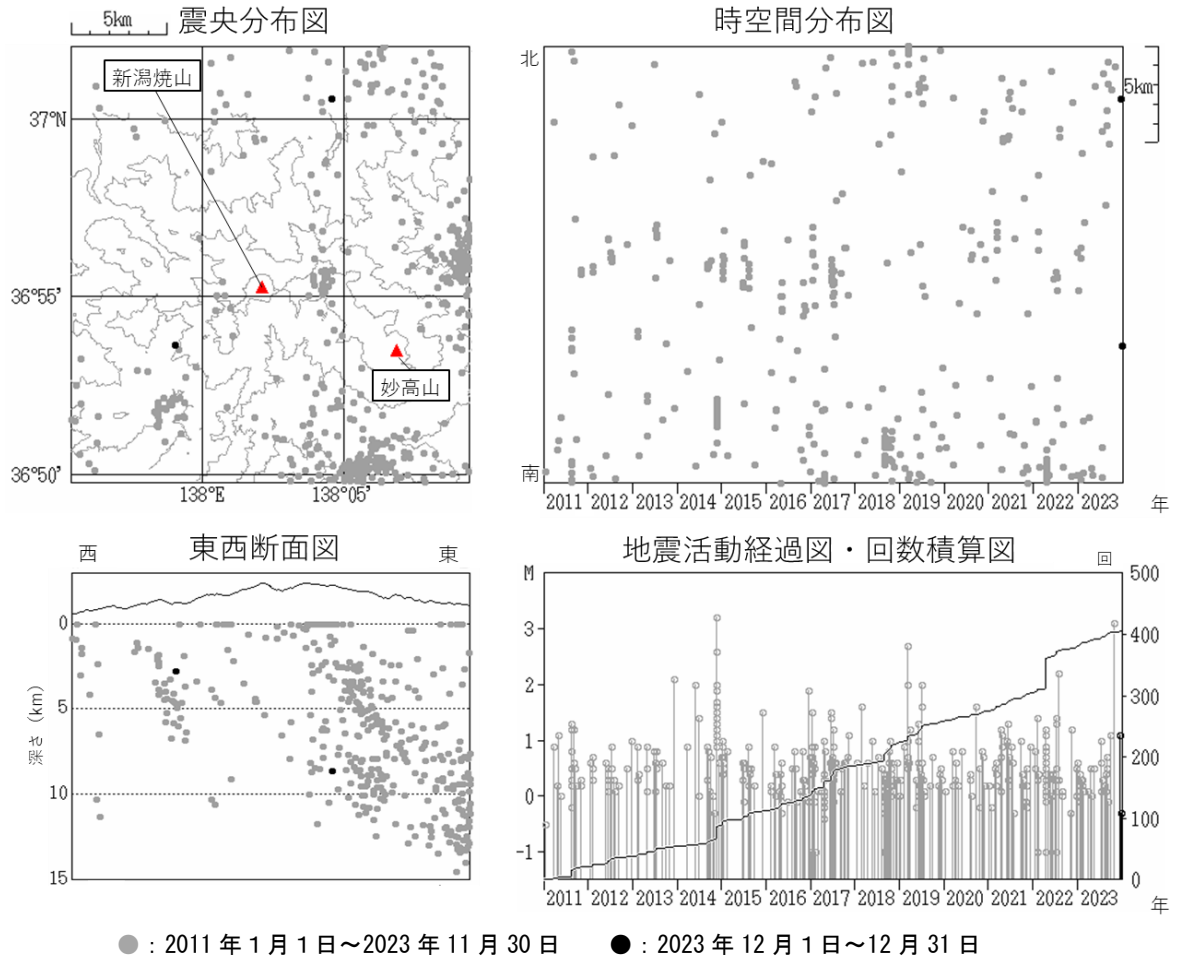 5km
震央分布図
新潟焼山
37°N
36°55’
妙高山
36°50’
138°E
138°05’
時空間分布図
北
5km
南
2011 2012 2013 2014 2015 2016 2017 2018 2019 2020 2021 2022 2023
年
東西断面図
西
東
0
5
10
15
深さ(km)
地震活動経過図・回数積算図
M
回
3
2
1
0
-1
500
400
300
200
100
0
2011 2012 2013 2014 2015 2016 2017 2018 2019 2020 2021 2022 2023
年
●:2011 年1月1日~2023 年 11 月 30 日 ●:2023 年 12 月1日~12 月 31 日